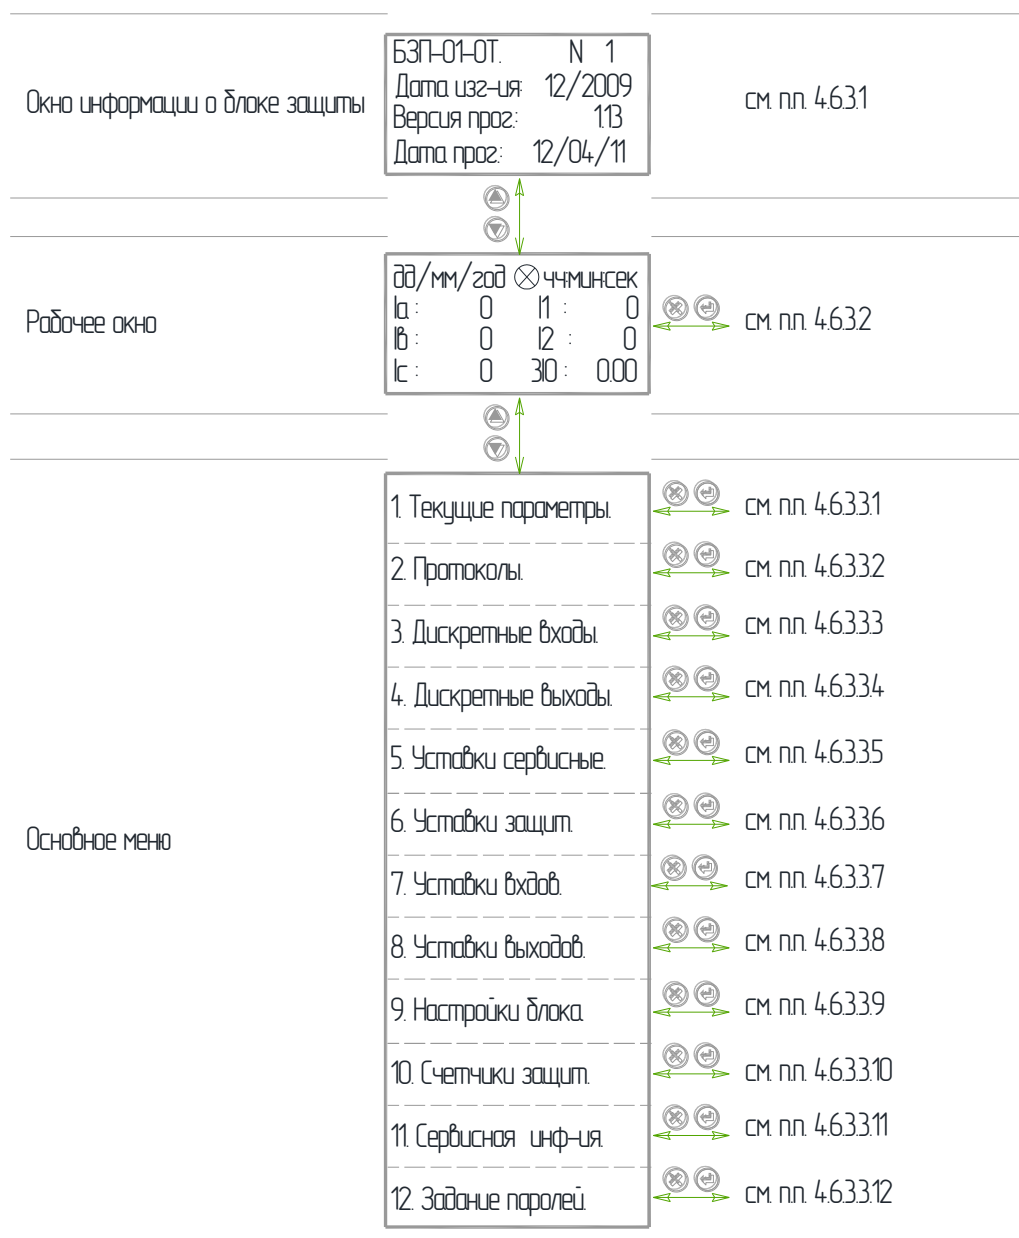 БЗП-01-ОТ. N 1
Дата изг-ия: 12/2009
Окно информации о блоке защиты
см. п.п. 4.6.3.1
Версия прог.: 1.13
Дата прог.: 12/04/11
дд/мм/год чч:мин:сек
Ia : 0 I1 : 0
Рабочее окно
см. п.п. 4.6.3.2
Iв : 0 I2 : 0
Ic : 0 3I0 : 0.00
Основное меню
1. Текущие параметры. см. п.п. 4.6.3.3.1
2. Протоколы. см. п.п. 4.6.3.3.2
3. Дискретные входы. см. п.п. 4.6.3.3.3
4. Дискретные выходы. см. п.п. 4.6.3.3.4
5. Уставки сервисные. см. п.п. 4.6.3.3.5
6. Уставки защит. см. п.п. 4.6.3.3.6
7. Уставки вхдов. см. п.п. 4.6.3.3.7
8. Уставки выходов. см. п.п. 4.6.3.3.8
9. Настройки блока. см. п.п. 4.6.3.3.9
10. Счетчики защит. см. п.п. 4.6.3.3.10
11. Сервисная инф-ия. см. п.п. 4.6.3.3.11
12. Задание паролей. см. п.п. 4.6.3.3.12